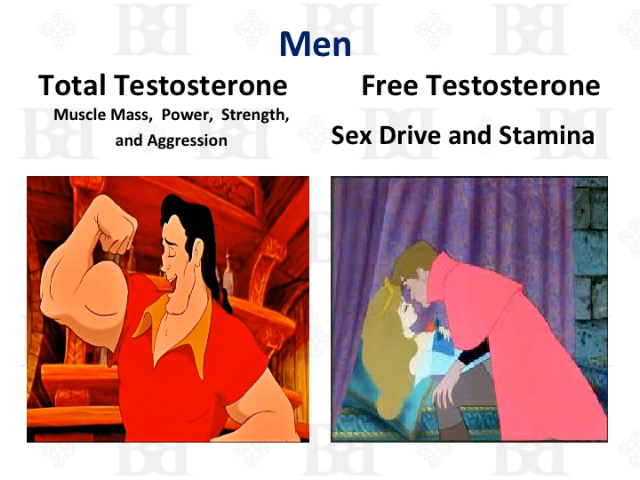 Men
Total Testosterone
Muscle Mass, Power, Strength,
and Aggression
Free Testosterone
Sex Drive and Stamina